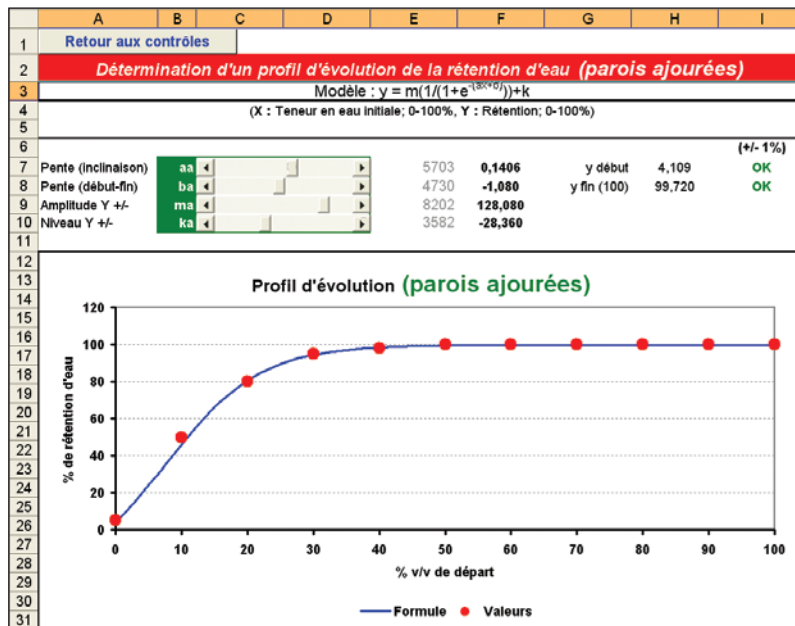 A B C D E F G H I
1 Retour aux contrôles
2 Détermination d'un profil d'évolution de la rétention d'eau (parois ajourées)
3 Modèle : y = m(1/(1+e^-(ax+b)))+k
4 (X : Teneur en eau initiale; 0-100%, Y : Rétention; 0-100%)
5
6 (+/- 1%)
7 Pente (inclinaison) aa 5703 0,1406 y début 4,109 OK
8 Pente (début-fin) ba 4730 -1,080 y fin (100) 99,720 OK
9 Amplitude Y +/- ma 8202 128,080
10 Niveau Y +/- ka 3582 -28,360
11
12
13
14
15
16
17
18
19
20
21
22
23
24
25
26
27
28
29
30
31
Profil d'évolution (parois ajourées)
% de rétention d'eau
120
100
80
60
40
20
0
0 10 20 30 40 50 60 70 80 90 100
% v/v de départ
Formule Valeurs